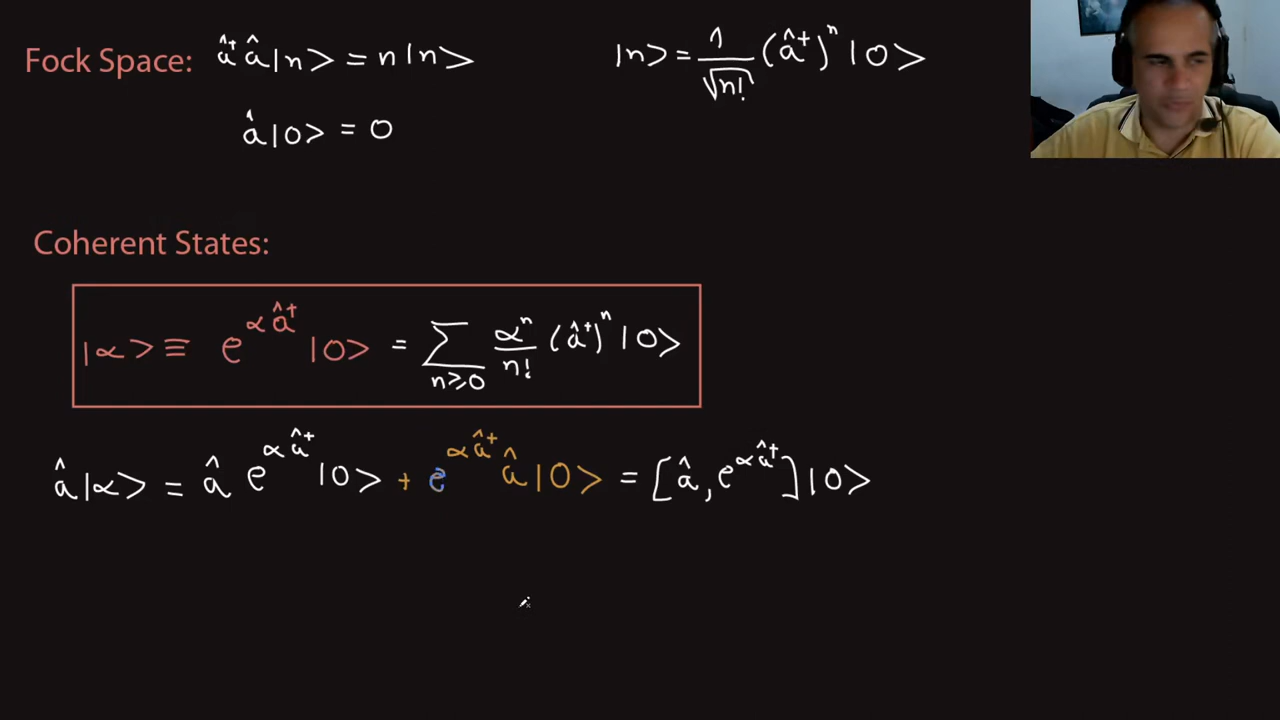 Fock Space: â†â|n> = n|n> |n> = 1/√n! (â†)ⁿ|0>
â|0> = 0
Coherent States:
|α> ≡ e^{αâ†}|0> = ∑_{n≥0} αⁿ/n! (â†)ⁿ|0>
â|α> = â e^{αâ†}|0> + e^{αâ†}â|0> = [â, e^{αâ†}]|0>